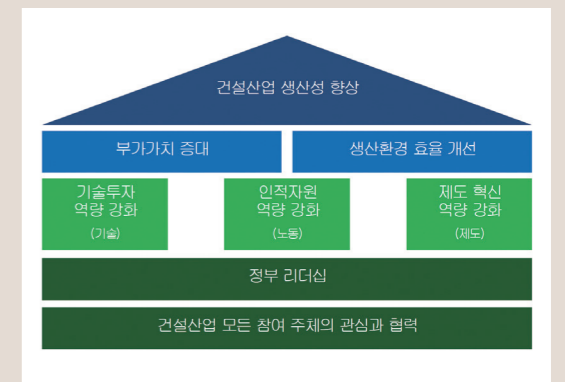 건설산업 생산성 향상
부가가치 증대
생산환경 효율 개선
기술투자
역량 강화
(기술)
인적자원
역량 강화
(노동)
제도 혁신
역량 강화
(제도)
정부 리더십
건설산업 모든 참여 주체의 관심과 협력